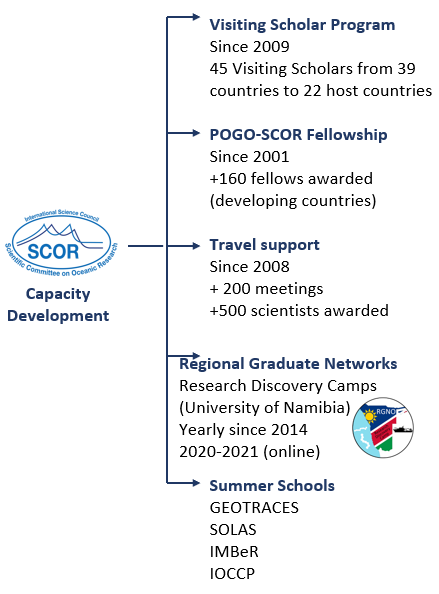 Visiting Scholar Program
Since 2009
45 Visiting Scholars from 39
countries to 22 host countries
POGO-SCOR Fellowship
Since 2001
+160 fellows awarded
(developing countries)
International Science Council
SCOR
Scientific Committee on Oceanic Research
Capacity
Development
Travel support
Since 2008
+ 200 meetings
+500 scientists awarded
Regional Graduate Networks
Research Discovery Camps
(University of Namibia)
Yearly since 2014
2020-2021 (online)
RGNO
Summer Schools
GEOTRACES
SOLAS
IMBeR
IOCCP